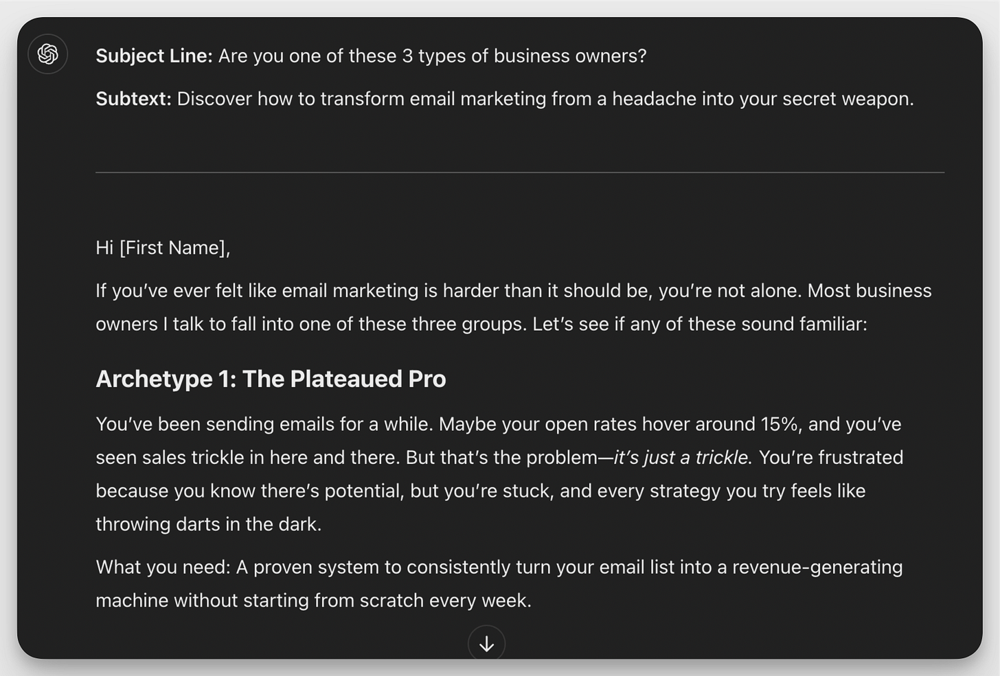 Subject Line: Are you one of these 3 types of business owners?
Subtext: Discover how to transform email marketing from a headache into your secret weapon.
Hi [First Name],
If you’ve ever felt like email marketing is harder than it should be, you’re not alone. Most business
owners I talk to fall into one of these three groups. Let’s see if any of these sound familiar:
Archetype 1: The Plateaued Pro
You’ve been sending emails for a while. Maybe your open rates hover around 15%, and you’ve
seen sales trickle in here and there. But that’s the problem—it’s just a trickle. You’re frustrated
because you know there’s potential, but you’re stuck, and every strategy you try feels like
throwing darts in the dark.
What you need: A proven system to consistently turn your email list into a revenue-generating
machine without starting from scratch every week.